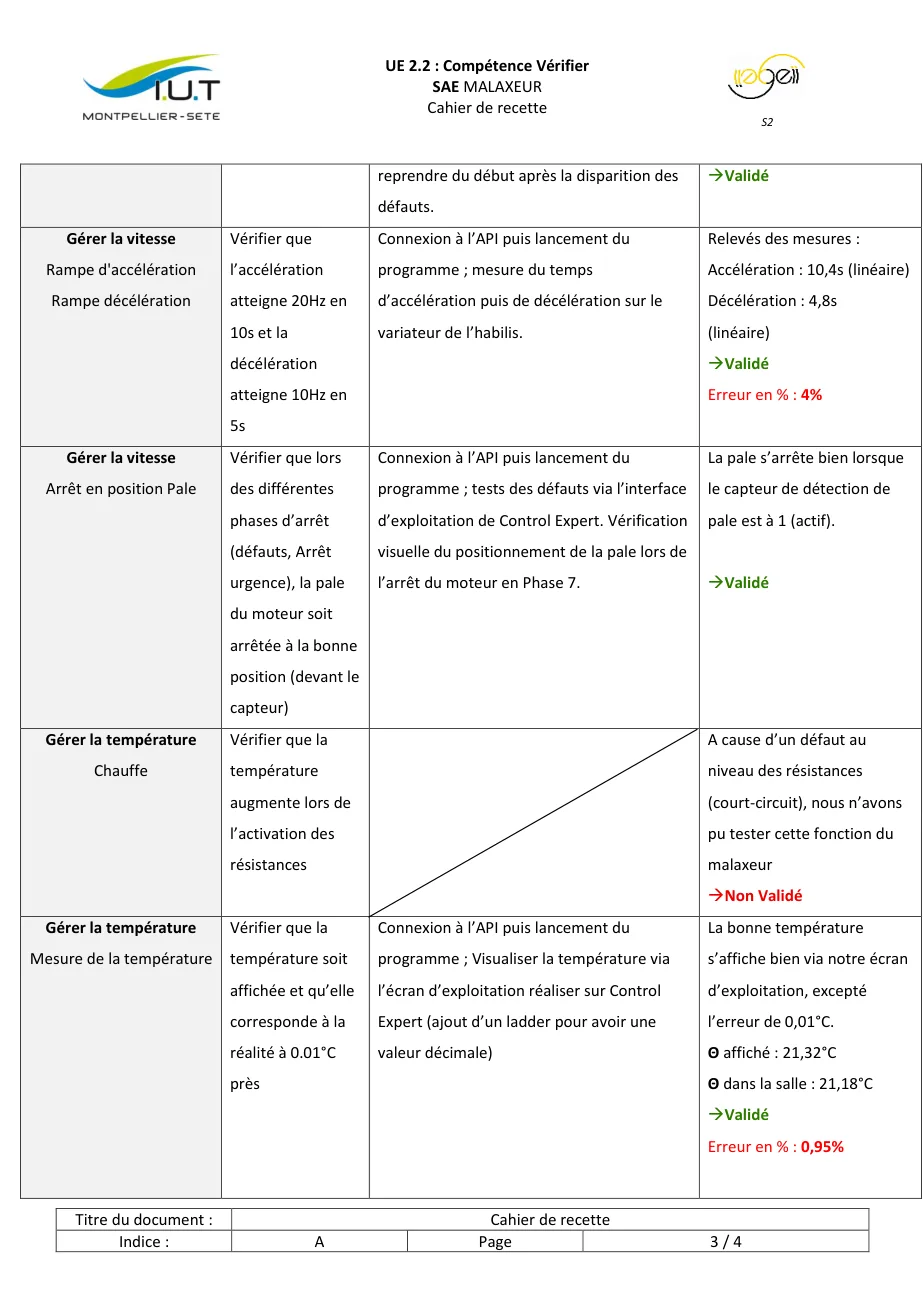 I.U.T
MONTPELLIER-SETE
UE 2.2 : Compétence Vérifier
SAE MALAXEUR
Cahier de recette
S2
reprendre du début après la disparition des
défauts.
→Validé
Gérer la vitesse
Rampe d'accélération
Rampe décélération
Vérifier que
l’accélération
atteigne 20Hz en
10s et la
décélération
atteigne 10Hz en
5s
Connexion à l’API puis lancement du
programme ; mesure du temps
d’accélération puis de décélération sur le
variateur de l’habilis.
Relevés des mesures :
Accélération : 10,4s (linéaire)
Décélération : 4,8s
(linéaire)
→Validé
Erreur en % : 4%
Gérer la vitesse
Arrêt en position Pale
Vérifier que lors
des différentes
phases d’arrêt
(défauts, Arrêt
urgence), la pale
du moteur soit
arrêtée à la bonne
position (devant le
capteur)
Connexion à l’API puis lancement du
programme ; tests des défauts via l’interface
d’exploitation de Control Expert. Vérification
visuelle du positionnement de la pale lors de
l’arrêt du moteur en Phase 7.
La pale s’arrête bien lorsque
le capteur de détection de
pale est à 1 (actif).
→Validé
Gérer la température
Chauffe
Vérifier que la
température
augmente lors de
l’activation des
résistances
A cause d’un défaut au
niveau des résistances
(court-circuit), nous n’avons
pu tester cette fonction du
malaxeur
→Non Validé
Gérer la température
Mesure de la température
Vérifier que la
température soit
affichée et qu’elle
corresponde à la
réalité à 0.01°C
près
Connexion à l’API puis lancement du
programme ; Visualiser la température via
l’écran d’exploitation réaliser sur Control
Expert (ajout d’un ladder pour avoir une
valeur décimale)
La bonne température
s’affiche bien via notre écran
d’exploitation, excepté
l’erreur de 0,01°C.
Θ affiché : 21,32°C
Θ dans la salle : 21,18°C
→Validé
Erreur en % : 0,95%
Titre du document :
Cahier de recette
Indice :
A
Page
3 / 4